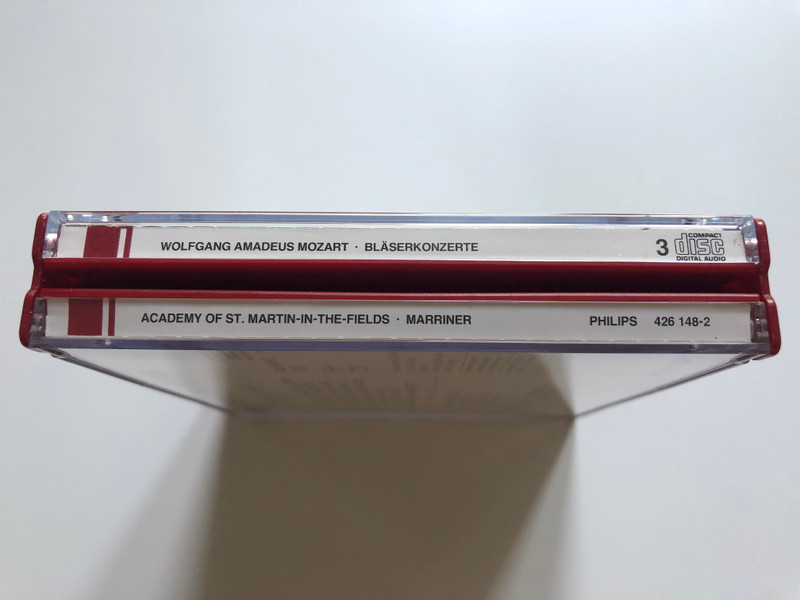 WOLFGANG AMADEUS MOZART · BLÄSERKONZERTE
3
COMPACT
disc
DIGITAL AUDIO
ACADEMY OF ST. MARTIN-IN-THE-FIELDS · MARRINER
PHILIPS 426 148-2